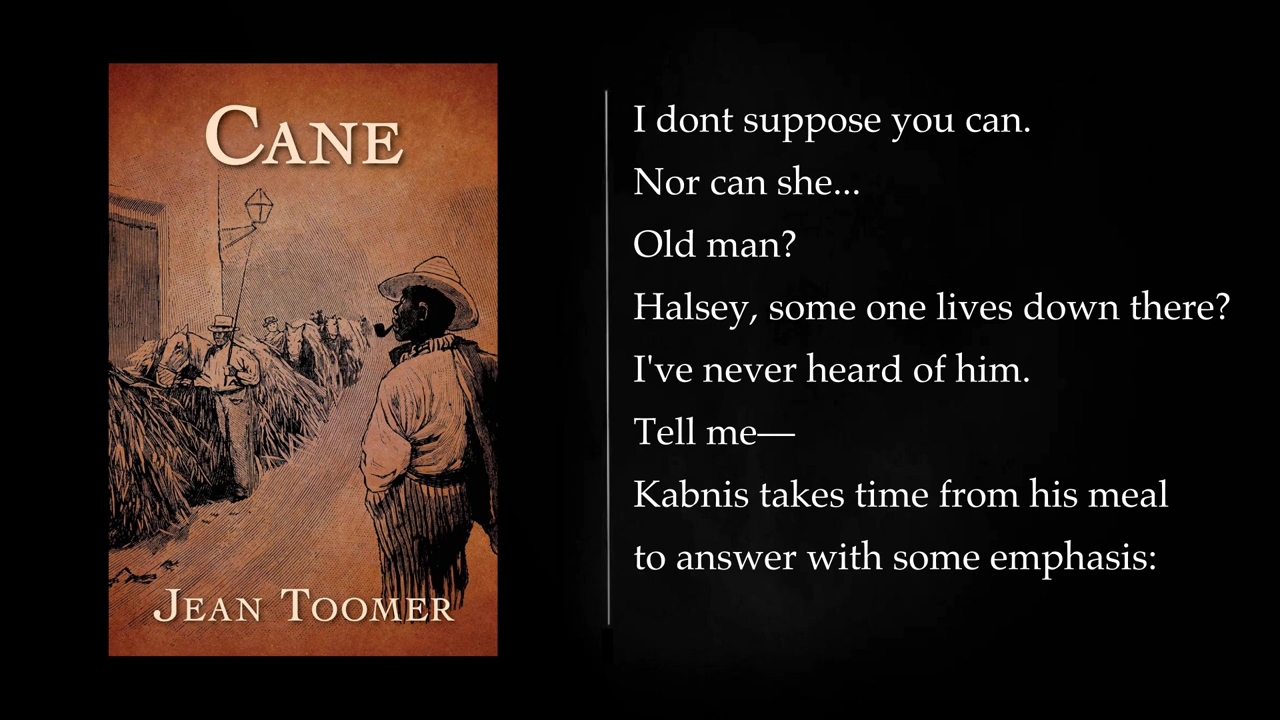 CANE
JEAN TOOMER
I dont suppose you can.
Nor can she...
Old man?
Halsey, some one lives down there?
I've never heard of him.
Tell me—
Kabnis takes time from his meal
to answer with some emphasis: